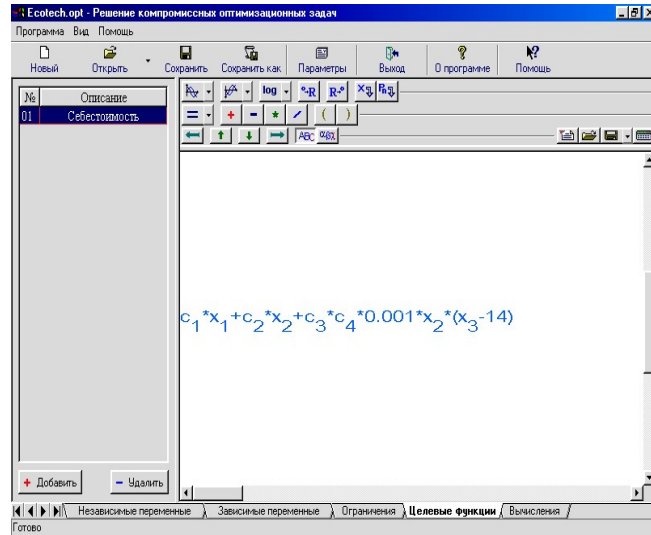 Ecotech.opt - Решение компромиссных оптимизационных задач
Программа Вид Помощь
Новый Открыть Сохранить Сохранить как Параметры Выход О программе Помощь
№ Описание
01 Себестоимость
log °-R R-°
= + - * / ( )
ABC αβχ
c₁*x₁+c₂*x₂+c₃*c₄*0.001*x₂*(x₃-14)
+ Добавить - Удалить
Независимые переменные Зависимые переменные Ограничения Целевые функции Вычисления
Готово